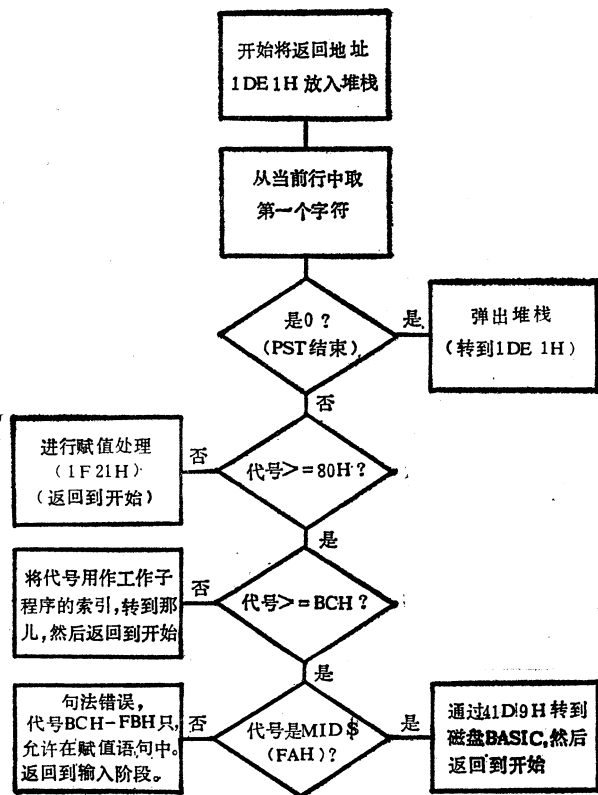 开始将返回地址
1DE1H放入堆栈
从当前行中取
第一个字符
是0？
(PST结束)
是
弹出堆栈
(转到1DE 1H)
否
进行赋值处理
(1F21H)
(返回到开始)
否
代号>=80H？
是
将代号用作工作子
程序的索引,转到那
儿,然后返回到开始
否
代号>=BCH？
是
句法错误,
代号BCH-FBH只,
允许在赋值语句中。
返回到输入阶段。
否
代号是MID$
(FAH)？
是
通过41D9H转到
磁盘BASIC,然后
返回到开始